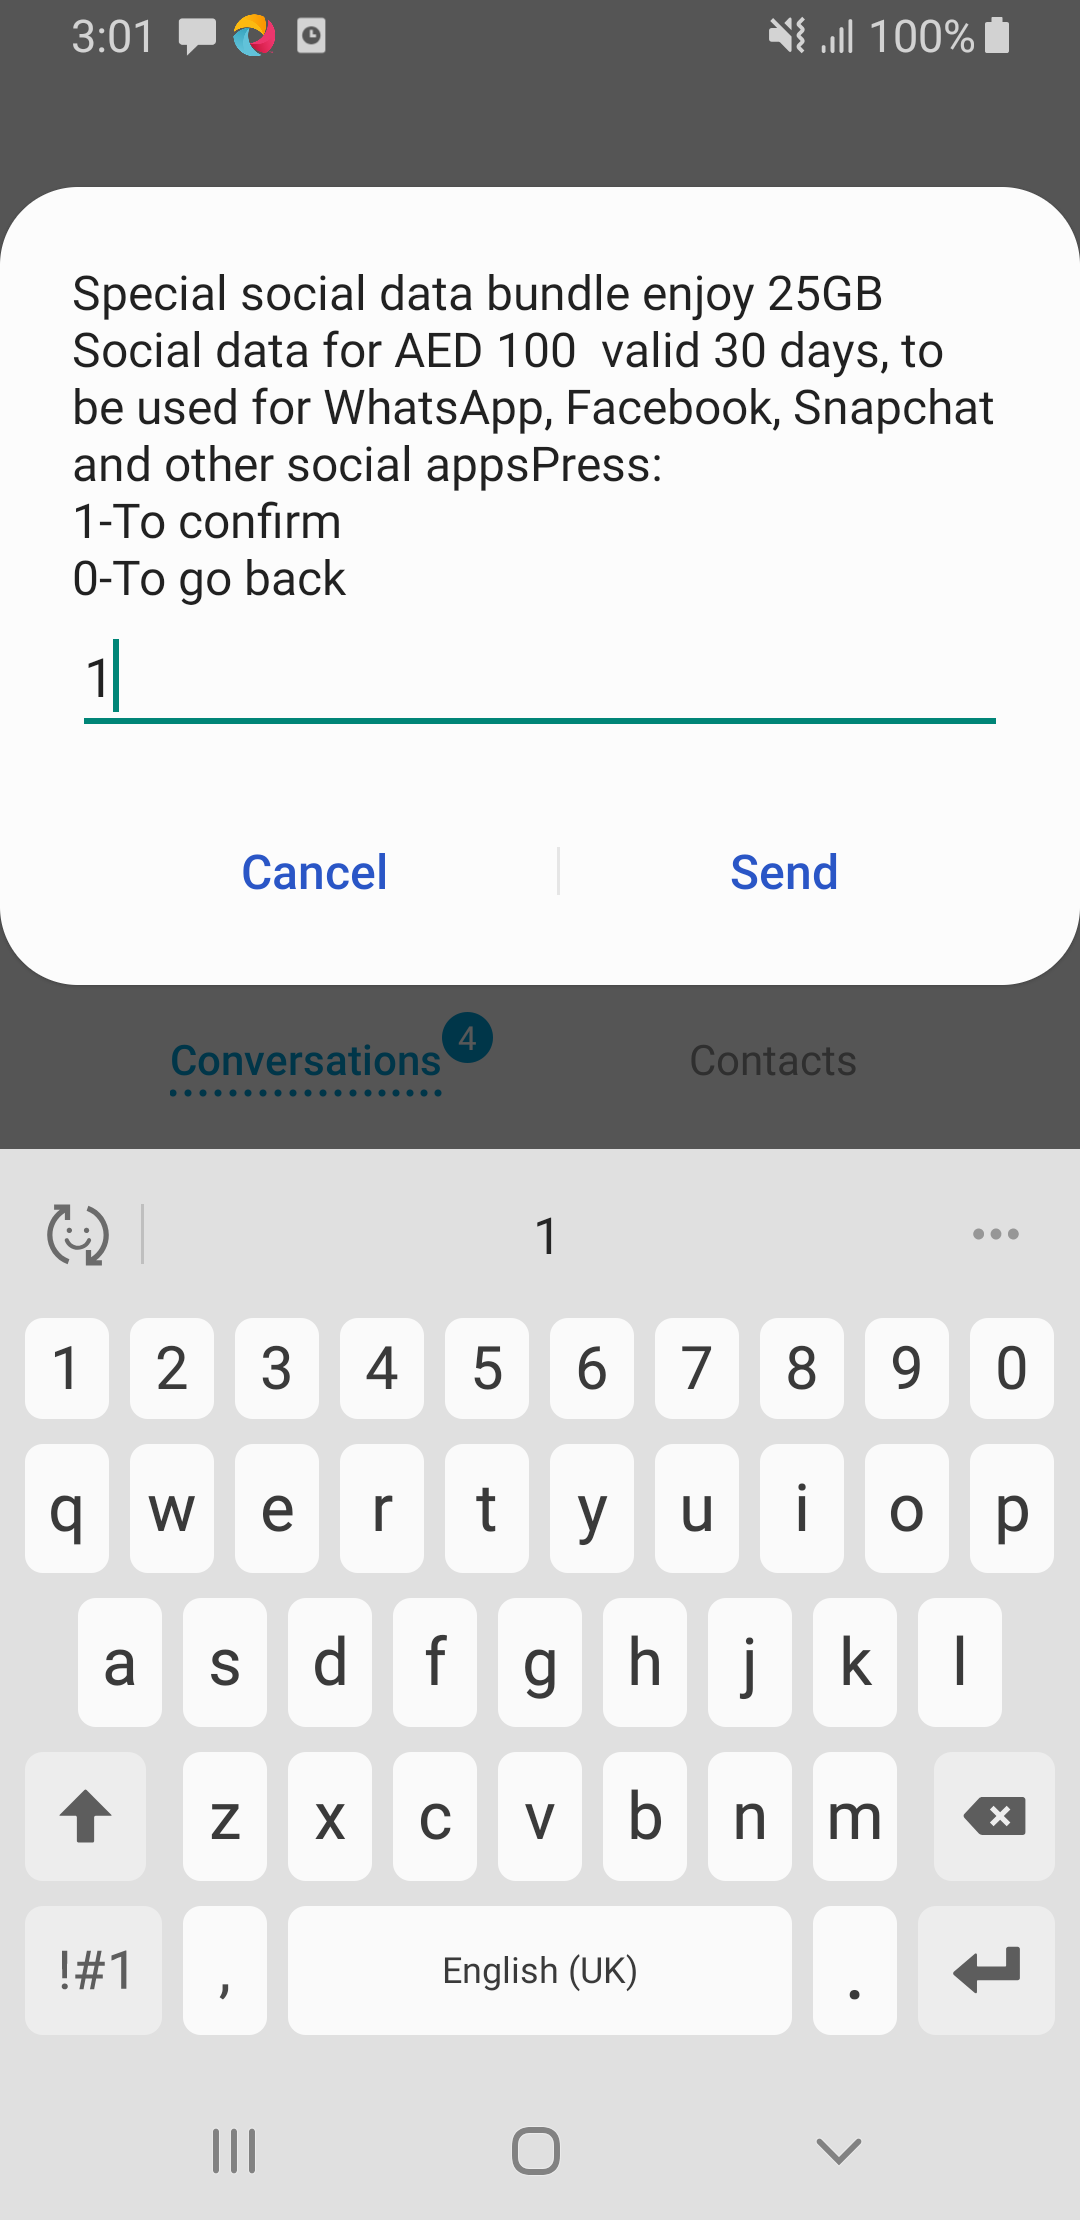 3:01
100%
Special social data bundle enjoy 25GB
Social data for AED 100  valid 30 days, to
be used for WhatsApp, Facebook, Snapchat
and other social appsPress:
1-To confirm
0-To go back
1
Cancel
Send
Conversations
4
Contacts
1
1 2 3 4 5 6 7 8 9 0
q w e r t y u i o p
a s d f g h j k l
z x c v b n m
!#1 , English (UK) .